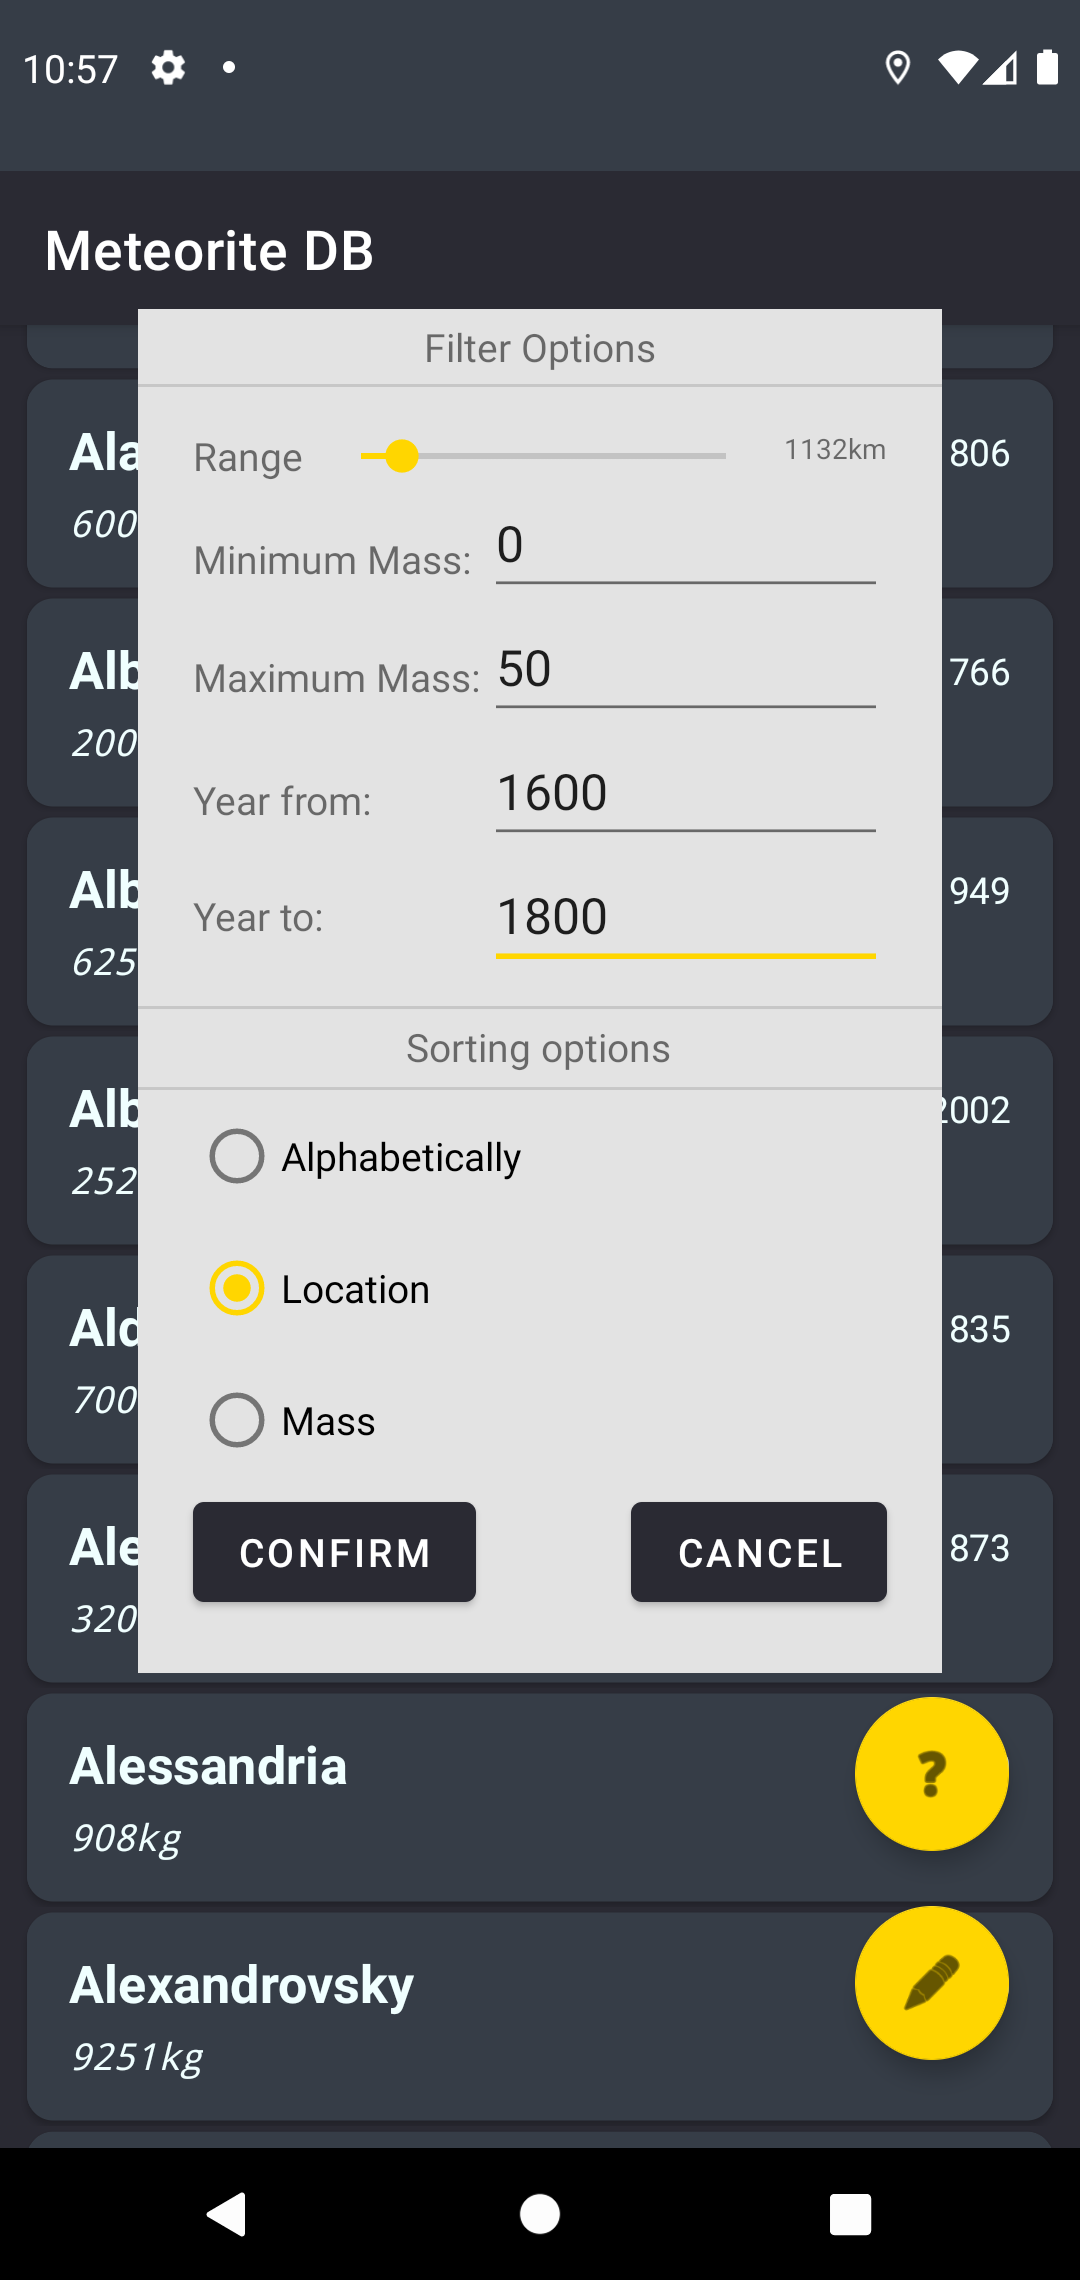 10:57
Meteorite DB
Filter Options
Range 1132km
Minimum Mass: 0
Maximum Mass: 50
Year from: 1600
Year to: 1800
Sorting options
Alphabetically
Location
Mass
CONFIRM CANCEL
Ala 806
600
Alb 766
200
Alb 949
625
Alb 2002
252
Ald 835
700
Ale 873
320
Alessandria
908kg
?
Alexandrovsky
9251kg